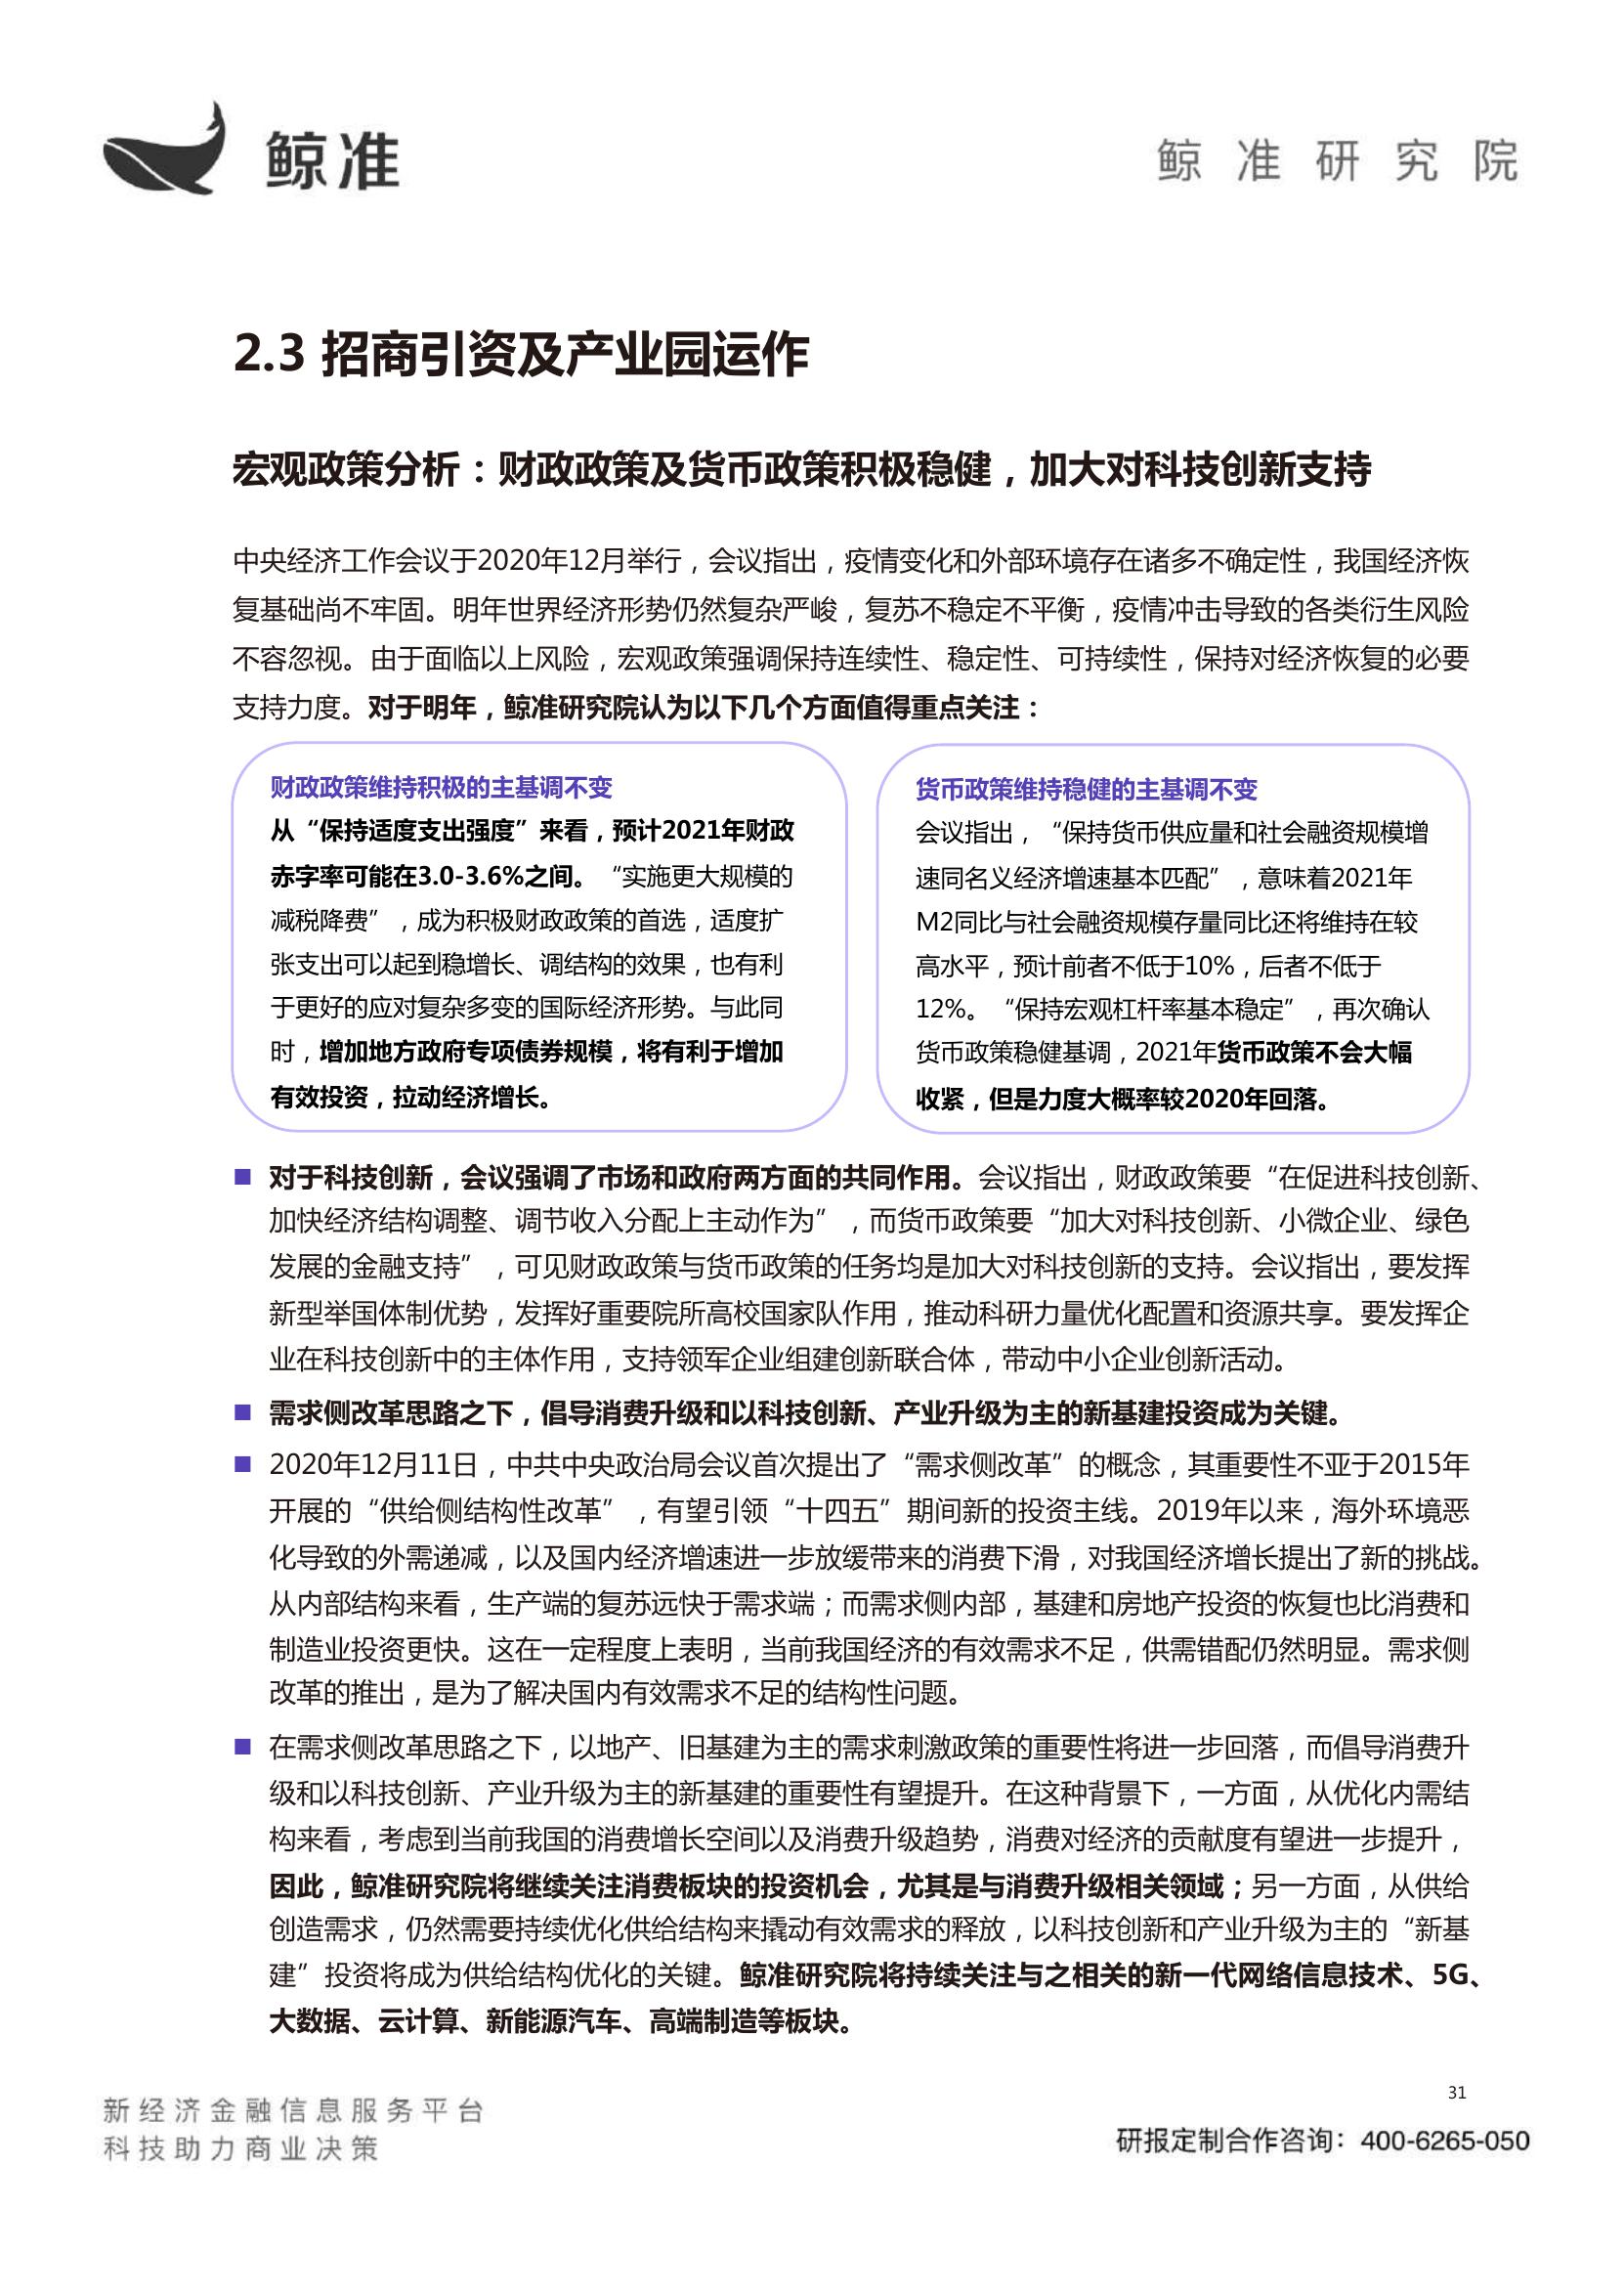 鲸准
鲸准研究院
2.3 招商引资及产业园运作
宏观政策分析：财政政策及货币政策积极稳健，加大对科技创新支持
中央经济工作会议于2020年12月举行，会议指出，疫情变化和外部环境存在诸多不确定性，我国经济恢
复基础尚不牢固。明年世界经济形势仍然复杂严峻，复苏不稳定不平衡，疫情冲击导致的各类衍生风险
不容忽视。由于面临以上风险，宏观政策强调保持连续性、稳定性、可持续性，保持对经济恢复的必要
支持力度。对于明年，鲸准研究院认为以下几个方面值得重点关注：
财政政策维持积极的主基调不变
从“保持适度支出强度”来看，预计2021年财政
赤字率可能在3.0-3.6%之间。“实施更大规模的
减税降费”，成为积极财政政策的首选，适度扩
张支出可以起到稳增长、调结构的效果，也有利
于更好的应对复杂多变的国际经济形势。与此同
时，增加地方政府专项债券规模，将有利于增加
有效投资，拉动经济增长。
货币政策维持稳健的主基调不变
会议指出，“保持货币供应量和社会融资规模增
速同名义经济增速基本匹配”，意味着2021年
M2同比与社会融资规模存量同比还将维持在较
高水平，预计前者不低于10%，后者不低于
12%。“保持宏观杠杆率基本稳定”，再次确认
货币政策稳健基调，2021年货币政策不会大幅
收紧，但是力度大概率较2020年回落。
■ 对于科技创新，会议强调了市场和政府两方面的共同作用。会议指出，财政政策要“在促进科技创新、
加快经济结构调整、调节收入分配上主动作为”，而货币政策要“加大对科技创新、小微企业、绿色
发展的金融支持”，可见财政政策与货币政策的任务均是加大对科技创新的支持。会议指出，要发挥
新型举国体制优势，发挥好重要院所高校国家队作用，推动科研力量优化配置和资源共享。要发挥企
业在科技创新中的主体作用，支持领军企业组建创新联合体，带动中小企业创新活动。
■ 需求侧改革思路之下，倡导消费升级和以科技创新、产业升级为主的新基建投资成为关键。
■ 2020年12月11日，中共中央政治局会议首次提出了“需求侧改革”的概念，其重要性不亚于2015年
开展的“供给侧结构性改革”，有望引领“十四五”期间新的投资主线。2019年以来，海外环境恶
化导致的外需递减，以及国内经济增速进一步放缓带来的消费下滑，对我国经济增长提出了新的挑战。
从内部结构来看，生产端的复苏远快于需求端；而需求侧内部，基建和房地产投资的恢复也比消费和
制造业投资更快。这在一定程度上表明，当前我国经济的有效需求不足，供需错配仍然明显。需求侧
改革的推出，是为了解决国内有效需求不足的结构性问题。
■ 在需求侧改革思路之下，以地产、旧基建为主的需求刺激政策的重要性将进一步回落，而倡导消费升
级和以科技创新、产业升级为主的新基建的重要性有望提升。在这种背景下，一方面，从优化内需结
构来看，考虑到当前我国的消费增长空间以及消费升级趋势，消费对经济的贡献度有望进一步提升，
因此，鲸准研究院将继续关注消费板块的投资机会，尤其是与消费升级相关领域；另一方面，从供给
创造需求，仍然需要持续优化供给结构来撬动有效需求的释放，以科技创新和产业升级为主的“新基
建”投资将成为供给结构优化的关键。鲸准研究院将持续关注与之相关的新一代网络信息技术、5G、
大数据、云计算、新能源汽车、高端制造等板块。
31
新经济金融信息服务平台
科技助力商业决策
研报定制合作咨询：400-6265-050